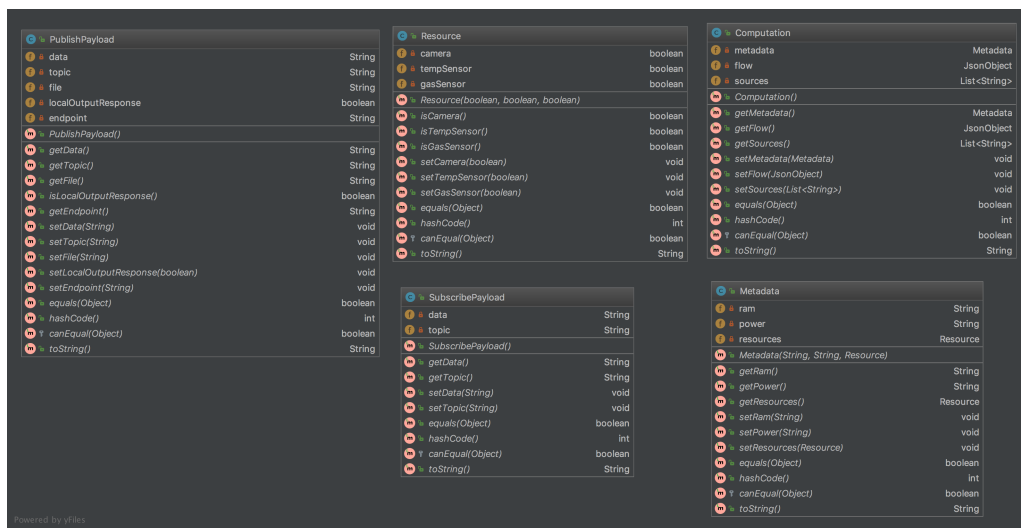 PublishPayload
data String
topic String
file String
localOutputResponse boolean
endpoint String
PublishPayload()
getData() String
getTopic() String
getFile() String
isLocalOutputResponse() boolean
getEndpoint() String
setData(String) void
setTopic(String) void
setFile(String) void
setLocalOutputResponse(boolean) void
setEndpoint(String) void
equals(Object) boolean
hashCode() int
canEqual(Object) boolean
toString() String
Resource
camera boolean
tempSensor boolean
gasSensor boolean
Resource(boolean, boolean, boolean)
isCamera() boolean
isTempSensor() boolean
isGasSensor() boolean
setCamera(boolean) void
setTempSensor(boolean) void
setGasSensor(boolean) void
equals(Object) boolean
hashCode() int
canEqual(Object) boolean
toString() String
Computation
metadata Metadata
flow JsonObject
sources List<String>
Computation()
getMetadata() Metadata
getFlow() JsonObject
getSources() List<String>
setMetadata(Metadata) void
setFlow(JsonObject) void
setSources(List<String>) void
equals(Object) boolean
hashCode() int
canEqual(Object) boolean
toString() String
SubscribePayload
data String
topic String
SubscribePayload()
getData() String
getTopic() String
setData(String) void
setTopic(String) void
equals(Object) boolean
hashCode() int
canEqual(Object) boolean
toString() String
Metadata
ram String
power String
resources Resource
Metadata(String, String, Resource)
getRam() String
getPower() String
getResources() Resource
setRam(String) void
setPower(String) void
setResources(Resource) void
equals(Object) boolean
hashCode() int
canEqual(Object) boolean
toString() String
Powered by yFiles